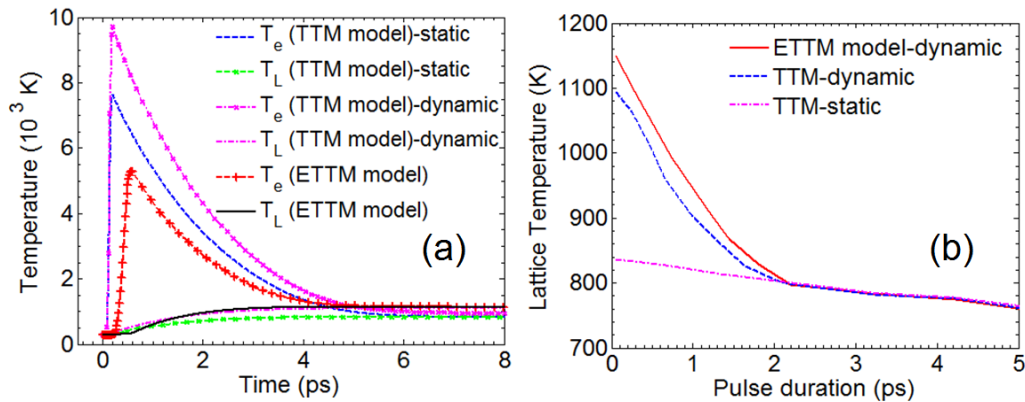 10
8
6
4
2
0
Temperature (10³ K)
T_e (TTM model)-static
T_L (TTM model)-static
T_e (TTM model)-dynamic
T_L (TTM model)-dynamic
T_e (ETTM model)
T_L (ETTM model)
(a)
0 2 4 6 8
Time (ps)
1200
1100
1000
900
800
700
Lattice Temperature (K)
ETTM model-dynamic
TTM-dynamic
TTM-static
(b)
0 1 2 3 4 5
Pulse duration (ps)